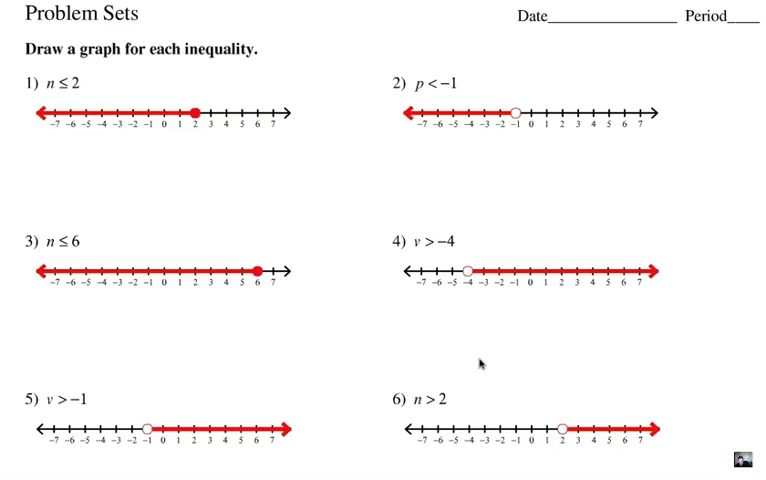 Problem Sets
Date________________ Period____
Draw a graph for each inequality.
1) n ≤ 2
2) p < −1
−7 −6 −5 −4 −3 −2 −1 0 1 2 3 4 5 6 7
−7 −6 −5 −4 −3 −2 −1 0 1 2 3 4 5 6 7
3) n ≤ 6
4) v > −4
−7 −6 −5 −4 −3 −2 −1 0 1 2 3 4 5 6 7
−7 −6 −5 −4 −3 −2 −1 0 1 2 3 4 5 6 7
5) v > −1
6) n > 2
−7 −6 −5 −4 −3 −2 −1 0 1 2 3 4 5 6 7
−7 −6 −5 −4 −3 −2 −1 0 1 2 3 4 5 6 7